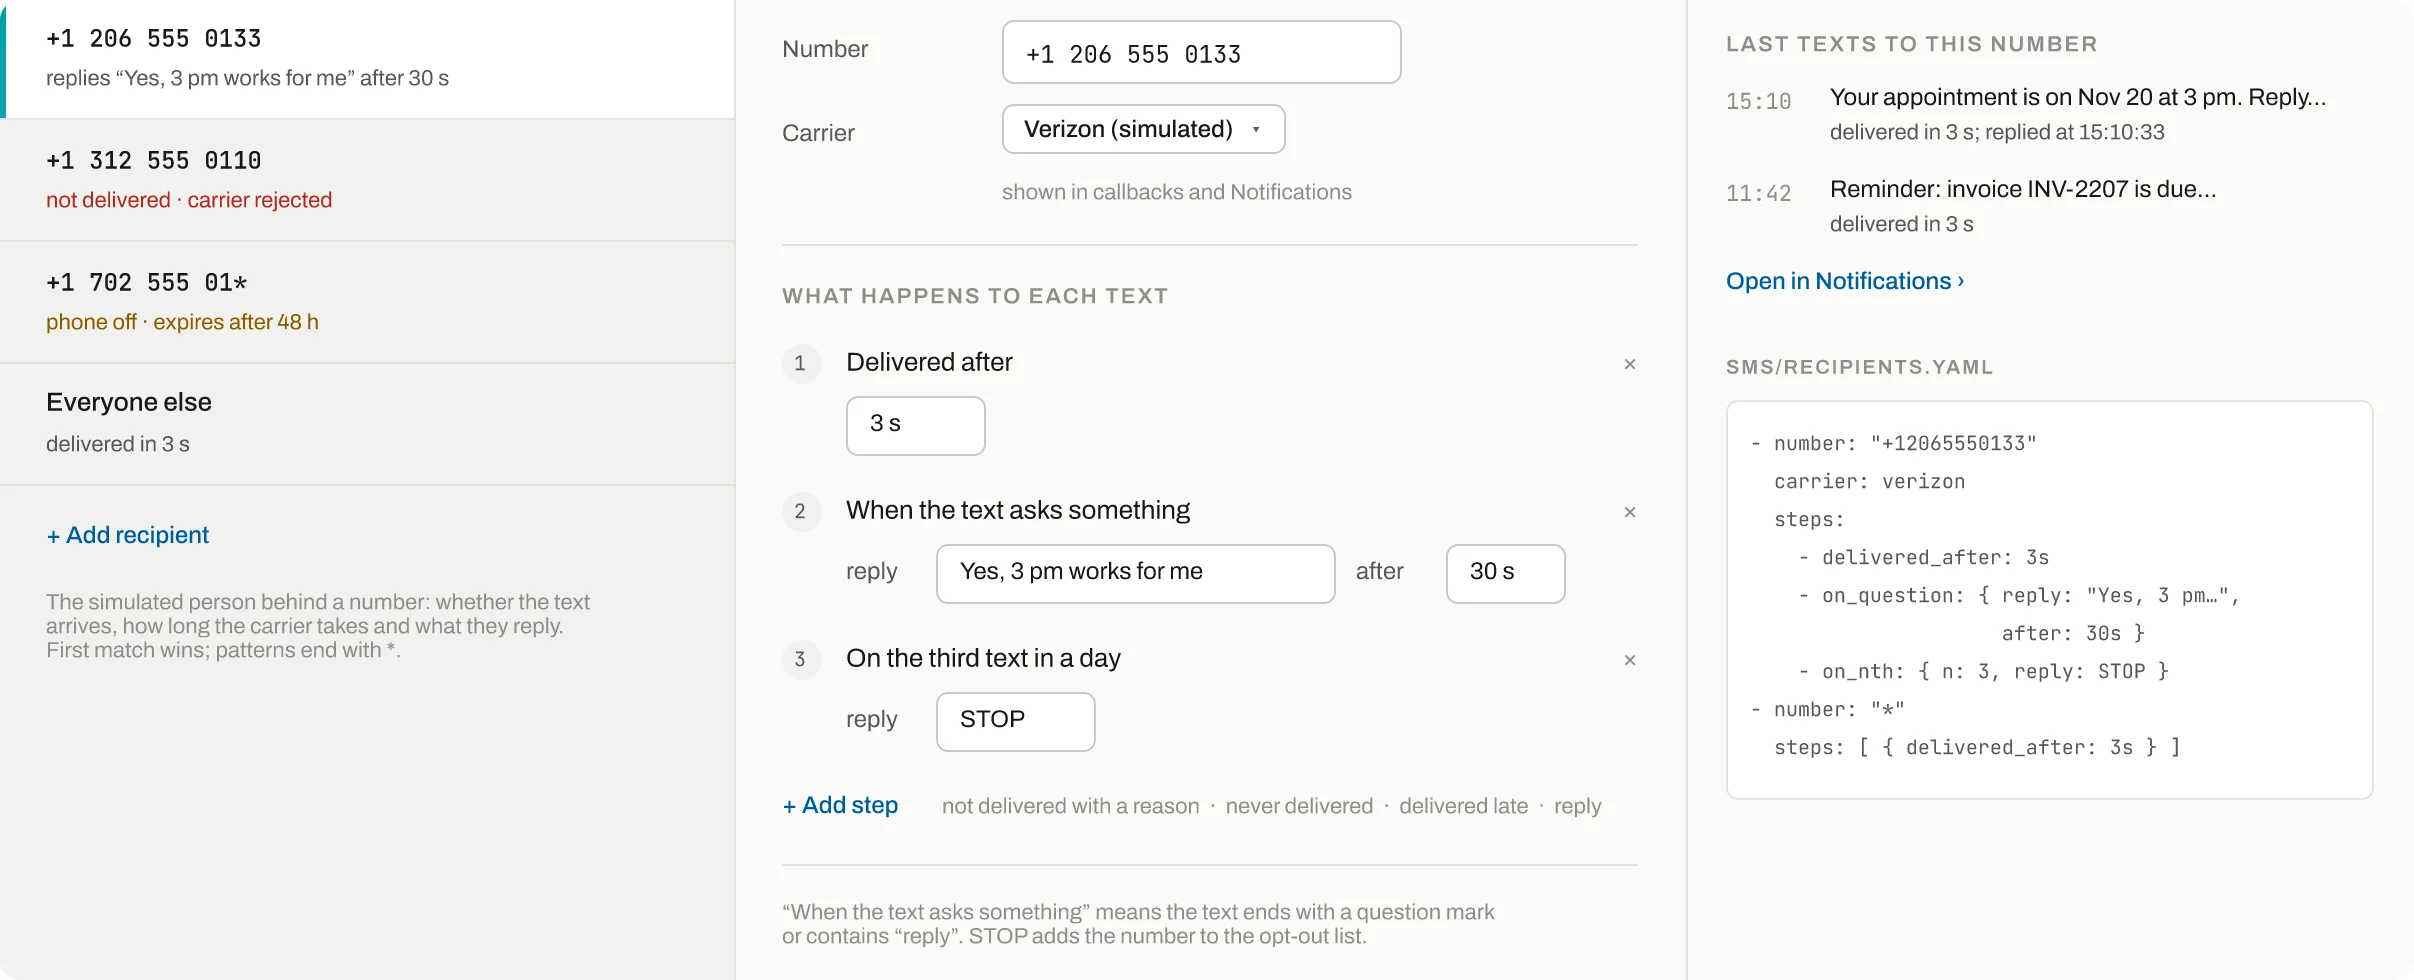 +1 206 555 0133
replies “Yes, 3 pm works for me” after 30 s
+1 312 555 0110
not delivered · carrier rejected
+1 702 555 01*
phone off · expires after 48 h
Everyone else
delivered in 3 s
+ Add recipient
The simulated person behind a number: whether the text
arrives, how long the carrier takes and what they reply.
First match wins; patterns end with *.
Number
+1 206 555 0133
Carrier
Verizon (simulated)
shown in callbacks and Notifications
WHAT HAPPENS TO EACH TEXT
1 Delivered after ×
3 s
2 When the text asks something ×
reply Yes, 3 pm works for me after 30 s
3 On the third text in a day ×
reply STOP
+ Add step not delivered with a reason · never delivered · delivered late · reply
“When the text asks something” means the text ends with a question mark
or contains “reply”. STOP adds the number to the opt-out list.
LAST TEXTS TO THIS NUMBER
15:10 Your appointment is on Nov 20 at 3 pm. Reply…
delivered in 3 s; replied at 15:10:33
11:42 Reminder: invoice INV-2207 is due…
delivered in 3 s
Open in Notifications ›
SMS/RECIPIENTS.YAML
- number: "+12065550133"
carrier: verizon
steps:
- delivered_after: 3s
- on_question: { reply: "Yes, 3 pm…",
after: 30s }
- on_nth: { n: 3, reply: STOP }
- number: "*"
steps: [ { delivered_after: 3s } ]